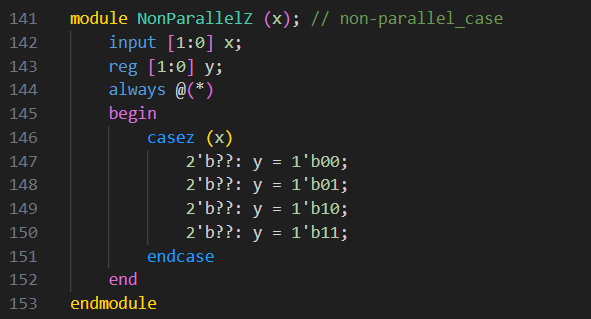 141 module NonParallelZ (x); // non-parallel_case
142 input [1:0] x;
143 reg [1:0] y;
144 always @(*)
145 begin
146 casez (x)
147 2'b??: y = 1'b00;
148 2'b??: y = 1'b01;
149 2'b??: y = 1'b10;
150 2'b??: y = 1'b11;
151 endcase
152 end
153 endmodule